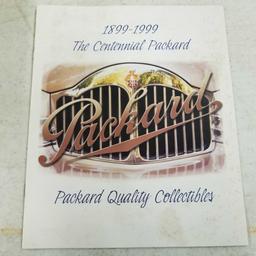 1899-1999
The Centennial Packard
Packard
Packard Quality Collectibles